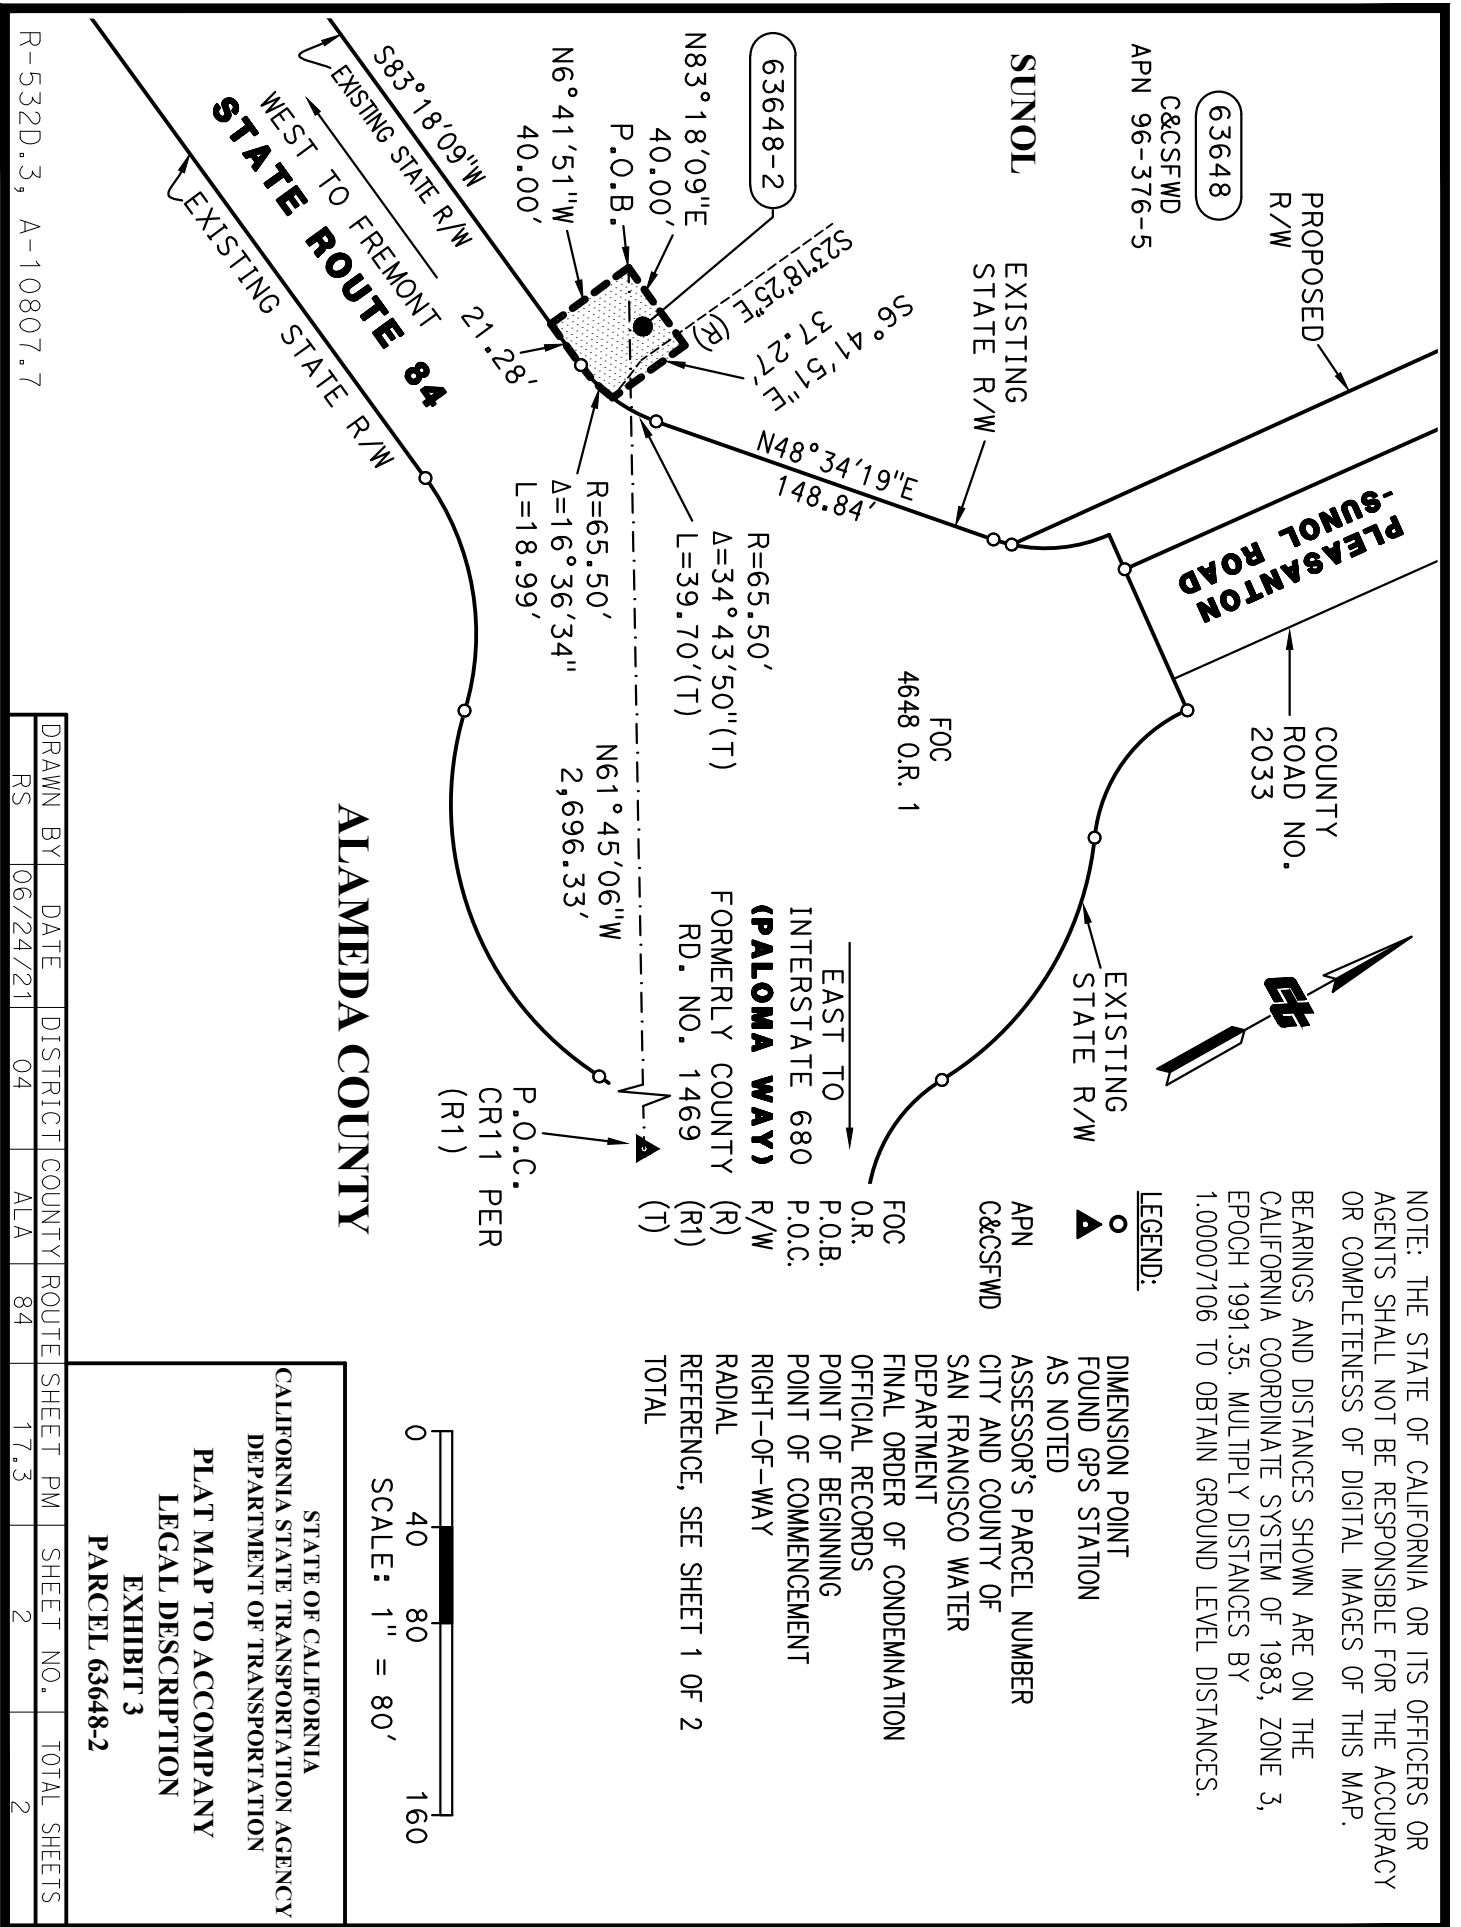 NOTE: THE STATE OF CALIFORNIA OR ITS OFFICERS OR
AGENTS SHALL NOT BE RESPONSIBLE FOR THE ACCURACY
OR COMPLETENESS OF DIGITAL IMAGES OF THIS MAP.
BEARINGS AND DISTANCES SHOWN ARE ON THE
CALIFORNIA COORDINATE SYSTEM OF 1983, ZONE 3,
EPOCH 1991.35. MULTIPLY DISTANCES BY
1.00007106 TO OBTAIN GROUND LEVEL DISTANCES.
LEGEND:
DIMENSION POINT
FOUND GPS STATION
AS NOTED
APN ASSESSOR'S PARCEL NUMBER
C&CSFWD CITY AND COUNTY OF
SAN FRANCISCO WATER
DEPARTMENT
FOC FINAL ORDER OF CONDEMNATION
O.R. OFFICIAL RECORDS
P.O.B. POINT OF BEGINNING
P.O.C. POINT OF COMMENCEMENT
R/W RIGHT-OF-WAY
(R) RADIAL
(R1) REFERENCE, SEE SHEET 1 OF 2
(T) TOTAL
PROPOSED
R/W
63648
C&CSFWD
APN 96-376-5
SUNOL
PLEASANTON
-SUNOL ROAD
COUNTY
ROAD NO.
2033
EXISTING
STATE R/W
EXISTING
STATE R/W
FOC
4648 O.R. 1
N48°34'19"E
148.84'
S6°41'51"E
37.27'
S23°18'25"E (R)
63648-2
N83°18'09"E
40.00'
P.O.B.
N6°41'51"W
40.00'
R=65.50'
Δ=34°43'50"(T)
L=39.70'(T)
R=65.50'
Δ=16°36'34"
L=18.99'
21.28'
S83°18'09"W
EXISTING STATE R/W
WEST TO FREMONT
STATE ROUTE 84
EXISTING STATE R/W
EAST TO
INTERSTATE 680
(PALOMA WAY)
FORMERLY COUNTY
RD. NO. 1469
N61°45'06"W
2,696.33'
P.O.C.
CR11 PER
(R1)
ALAMEDA COUNTY
0 40 80 160
SCALE: 1" = 80'
STATE OF CALIFORNIA
CALIFORNIA STATE TRANSPORTATION AGENCY
DEPARTMENT OF TRANSPORTATION
PLAT MAP TO ACCOMPANY
LEGAL DESCRIPTION
EXHIBIT 3
PARCEL 63648-2
DRAWN BY DATE DISTRICT COUNTY ROUTE SHEET PM SHEET NO. TOTAL SHEETS
RS 06/24/21 04 ALA 84 17.3 2 2
R-532D.3, A-10807.7